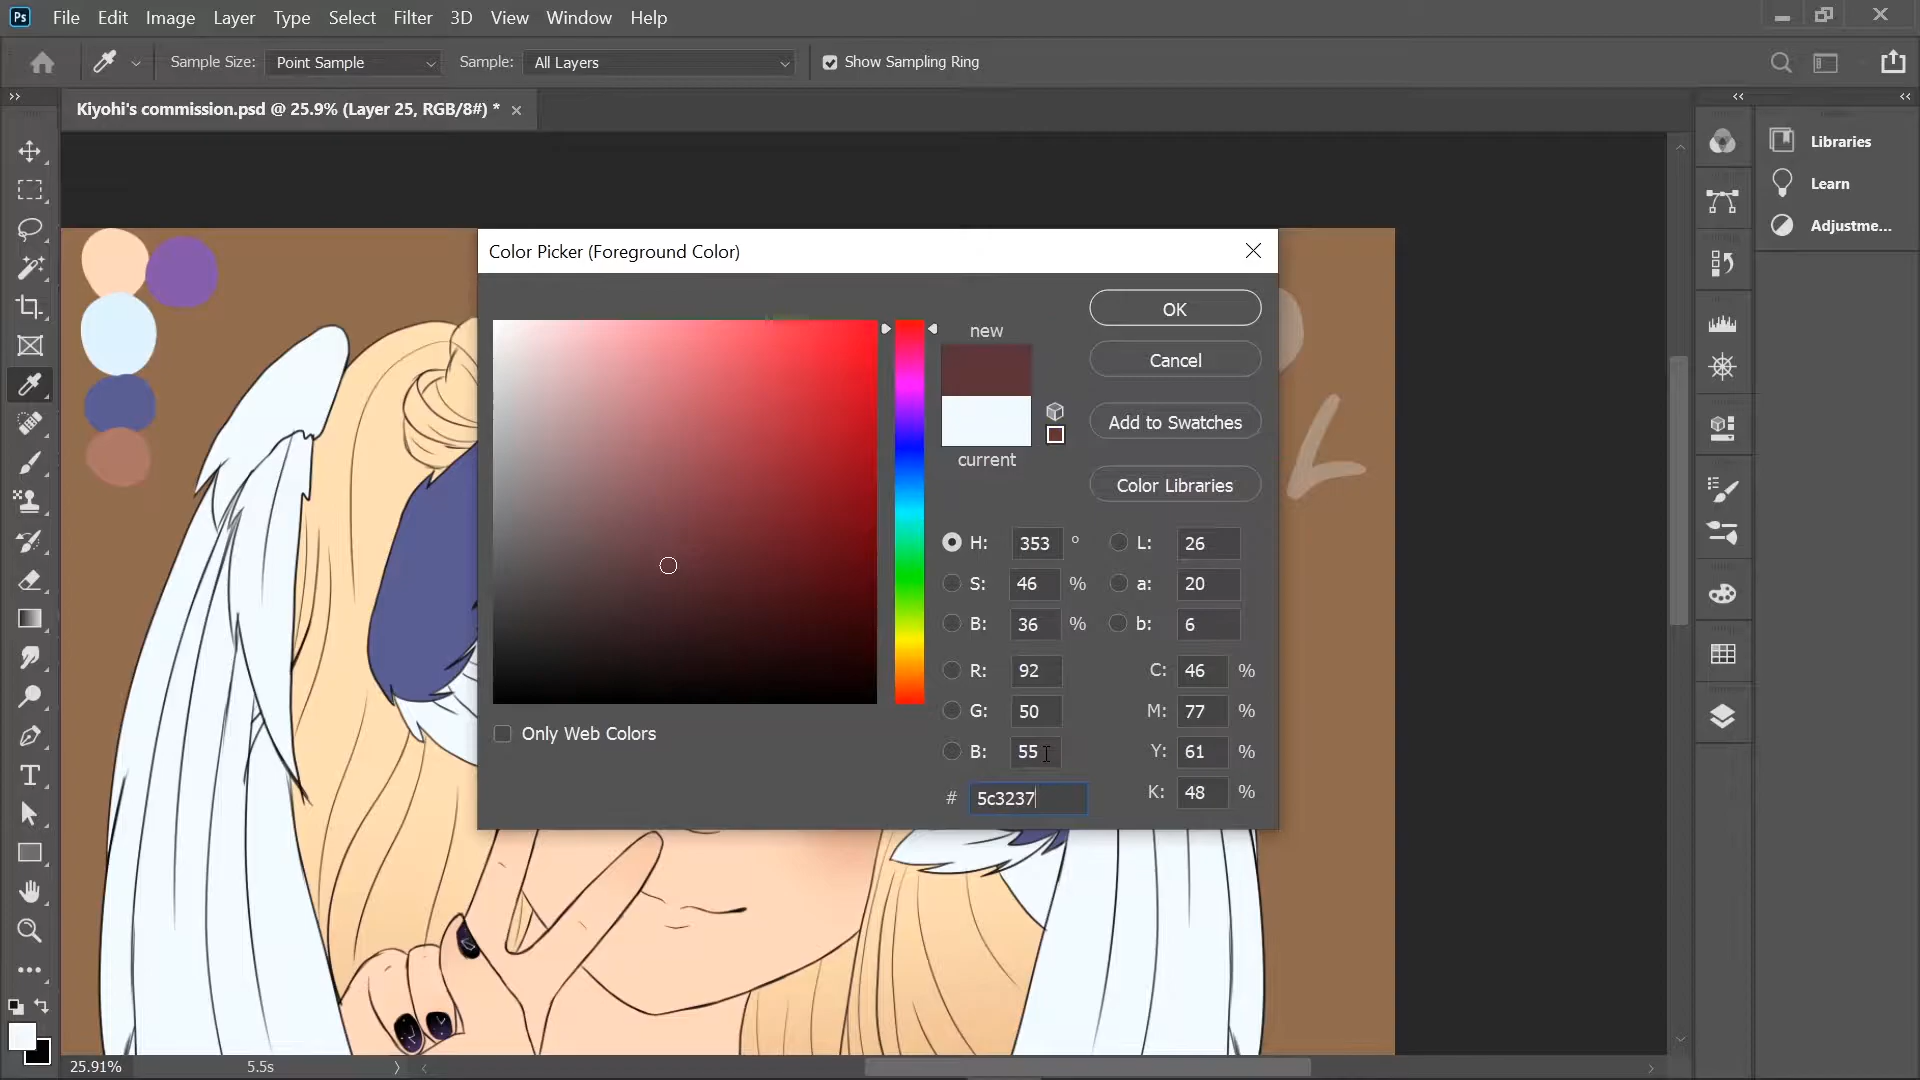 Ps File Edit Image Layer Type Select Filter 3D View Window Help
Sample Size: Point Sample Sample: All Layers Show Sampling Ring
Kiyohi's commission.psd @ 25.9% (Layer 25, RGB/8#) * ×
Libraries
Learn
Adjustme...
Color Picker (Foreground Color)
new
current
OK
Cancel
Add to Swatches
Color Libraries
H: 353 ° L: 26
S: 46 % a: 20
B: 36 % b: 6
R: 92 C: 46 %
G: 50 M: 77 %
B: 55 Y: 61 %
# 5c3237 K: 48 %
Only Web Colors
25.91% 5.5s